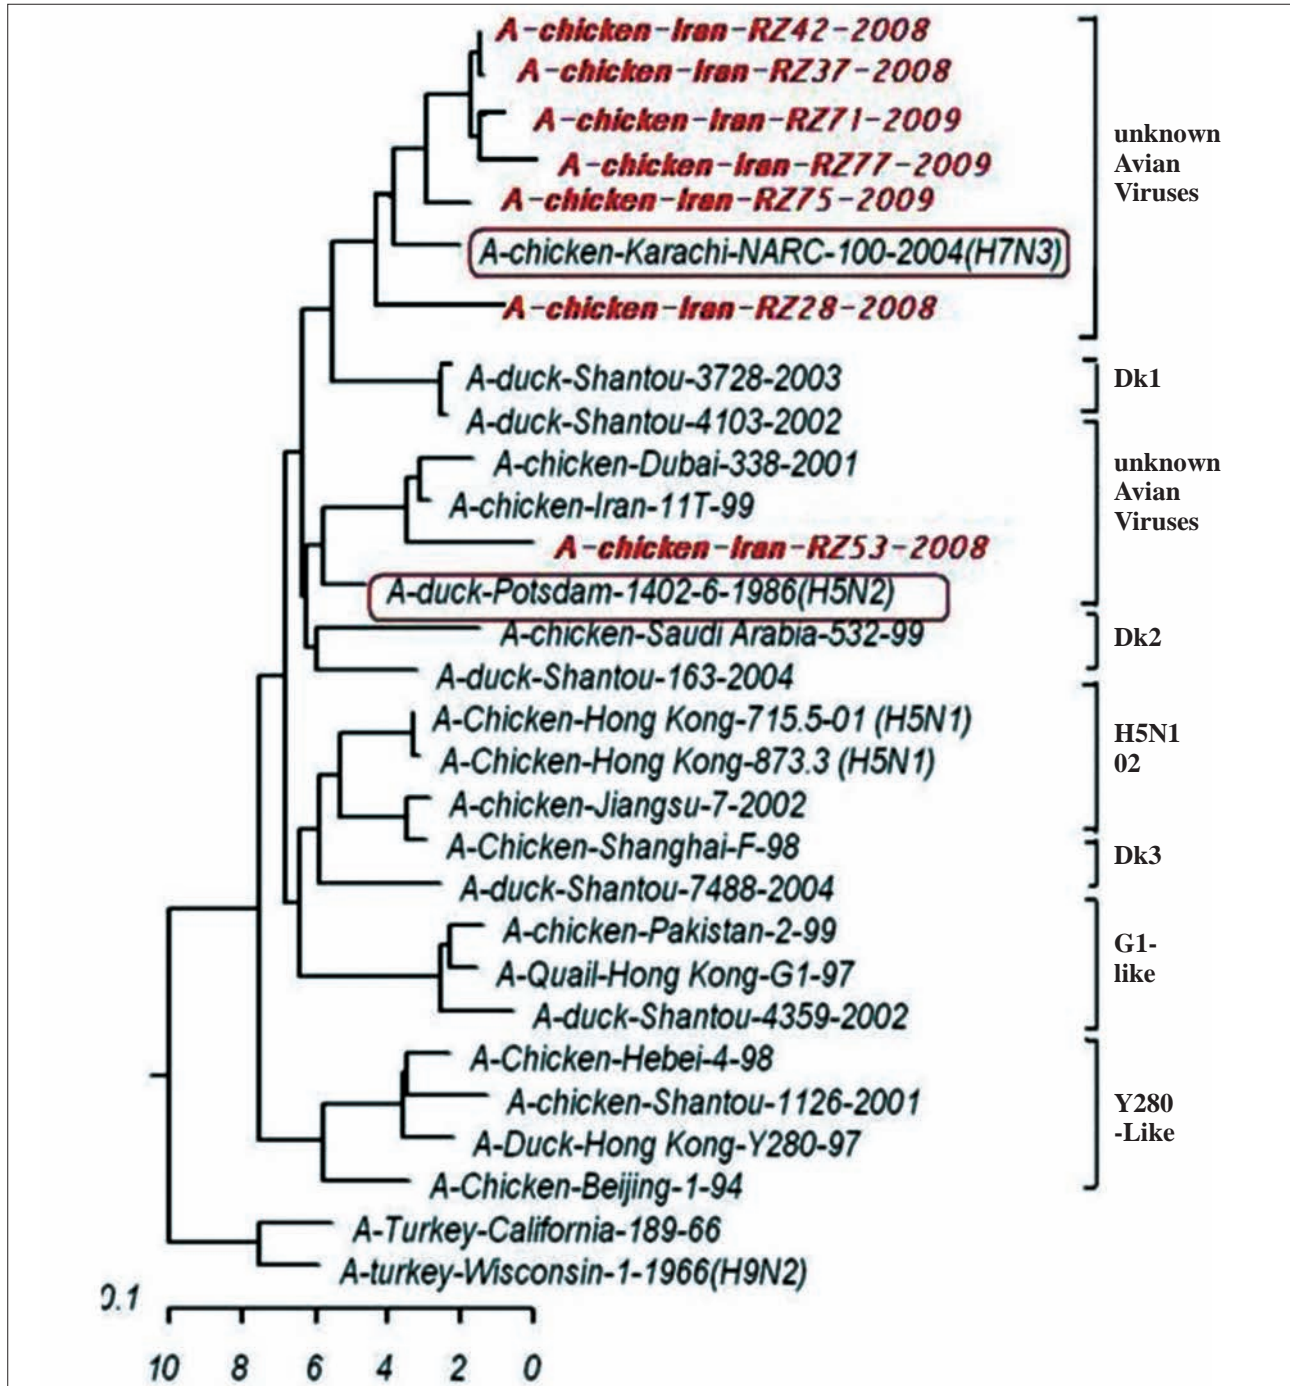 A-chicken-Iran-RZ42-2008
A-chicken-Iran-RZ37-2008
A-chicken-Iran-RZ71-2009
A-chicken-Iran-RZ77-2009
A-chicken-Iran-RZ75-2009
A-chicken-Karachi-NARC-100-2004(H7N3)
A-chicken-Iran-RZ28-2008
unknown
Avian
Viruses
A-duck-Shantou-3728-2003
A-duck-Shantou-4103-2002
Dk1
A-chicken-Dubai-338-2001
A-chicken-Iran-11T-99
A-chicken-Iran-RZ53-2008
A-duck-Potsdam-1402-6-1986(H5N2)
unknown
Avian
Viruses
A-chicken-Saudi Arabia-532-99
A-duck-Shantou-163-2004
Dk2
A-Chicken-Hong Kong-715.5-01 (H5N1)
A-Chicken-Hong Kong-873.3 (H5N1)
A-chicken-Jiangsu-7-2002
H5N1
02
A-Chicken-Shanghai-F-98
A-duck-Shantou-7488-2004
Dk3
A-chicken-Pakistan-2-99
A-Quail-Hong Kong-G1-97
A-duck-Shantou-4359-2002
G1-
like
A-Chicken-Hebei-4-98
A-chicken-Shantou-1126-2001
A-Duck-Hong Kong-Y280-97
A-Chicken-Beijing-1-94
Y280
-Like
A-Turkey-California-189-66
A-turkey-Wisconsin-1-1966(H9N2)
0.1
10 8 6 4 2 0